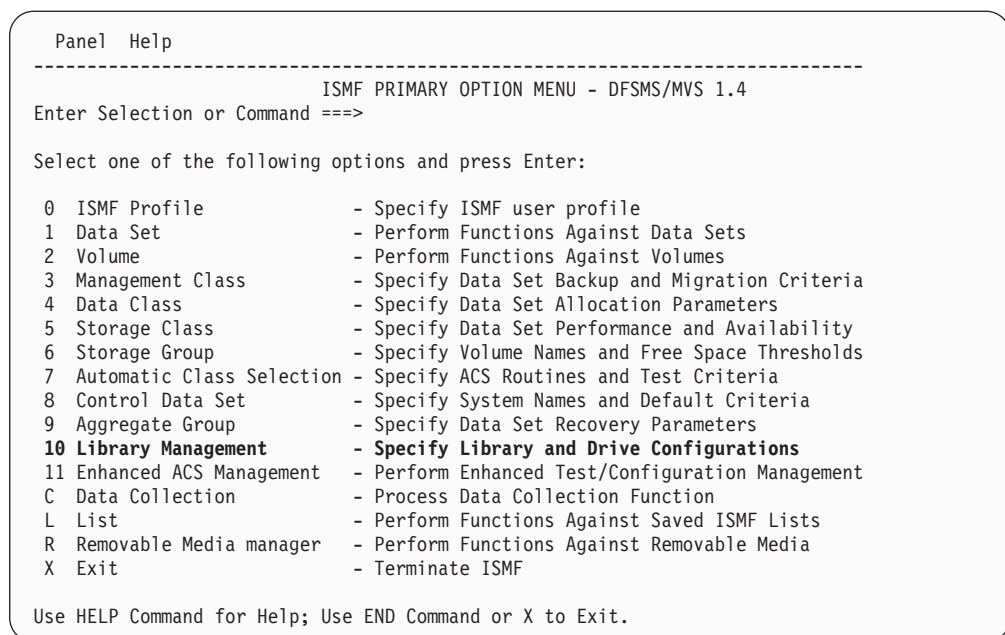 Panel Help
------------------------------------------------------------------------------
ISMF PRIMARY OPTION MENU - DFSMS/MVS 1.4
Enter Selection or Command ===>
Select one of the following options and press Enter:
0 ISMF Profile - Specify ISMF user profile
1 Data Set - Perform Functions Against Data Sets
2 Volume - Perform Functions Against Volumes
3 Management Class - Specify Data Set Backup and Migration Criteria
4 Data Class - Specify Data Set Allocation Parameters
5 Storage Class - Specify Data Set Performance and Availability
6 Storage Group - Specify Volume Names and Free Space Thresholds
7 Automatic Class Selection - Specify ACS Routines and Test Criteria
8 Control Data Set - Specify System Names and Default Criteria
9 Aggregate Group - Specify Data Set Recovery Parameters
10 Library Management - Specify Library and Drive Configurations
11 Enhanced ACS Management - Perform Enhanced Test/Configuration Management
C Data Collection - Process Data Collection Function
L List - Perform Functions Against Saved ISMF Lists
R Removable Media manager - Perform Functions Against Removable Media
X Exit - Terminate ISMF
Use HELP Command for Help; Use END Command or X to Exit.